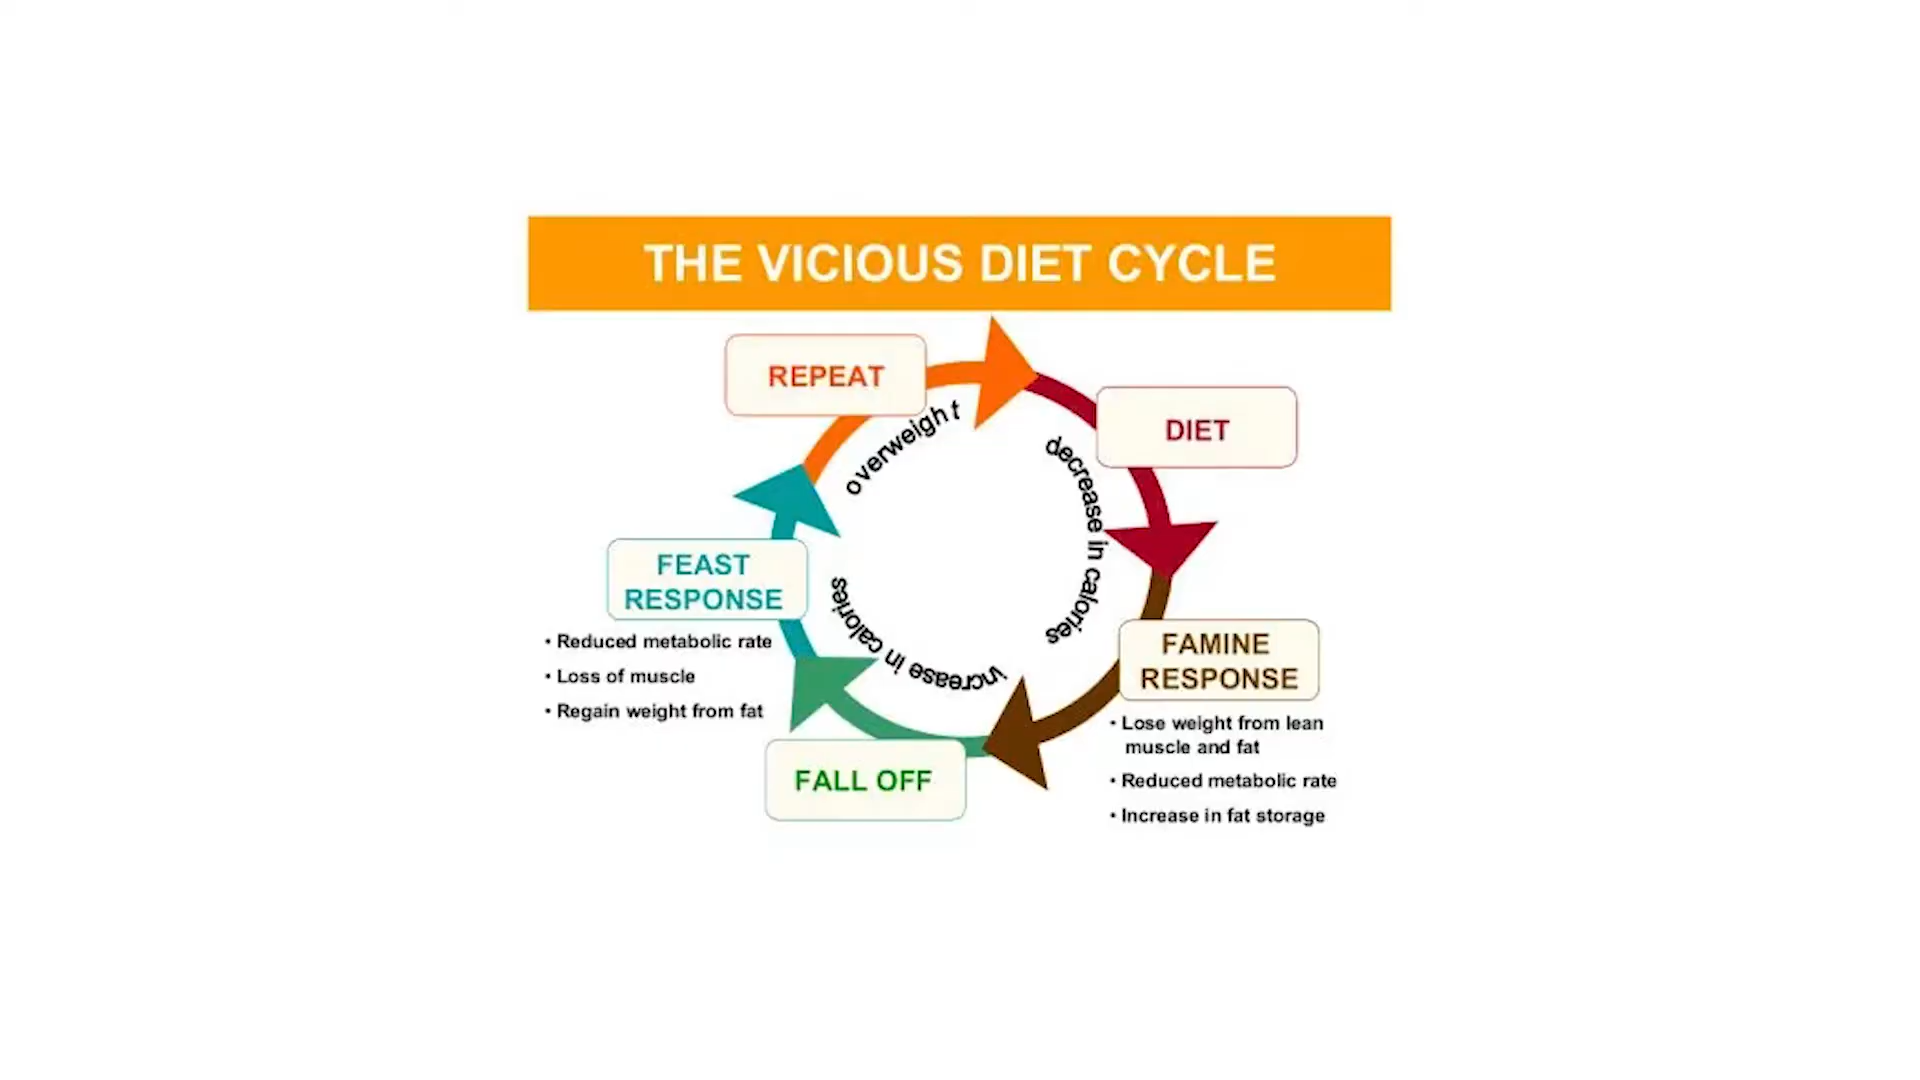 THE VICIOUS DIET CYCLE
REPEAT
DIET
overweight
decrease in calories
FEAST
RESPONSE
• Reduced metabolic rate
• Loss of muscle
• Regain weight from fat
increase in calories
FAMINE
RESPONSE
• Lose weight from lean
muscle and fat
• Reduced metabolic rate
• Increase in fat storage
FALL OFF